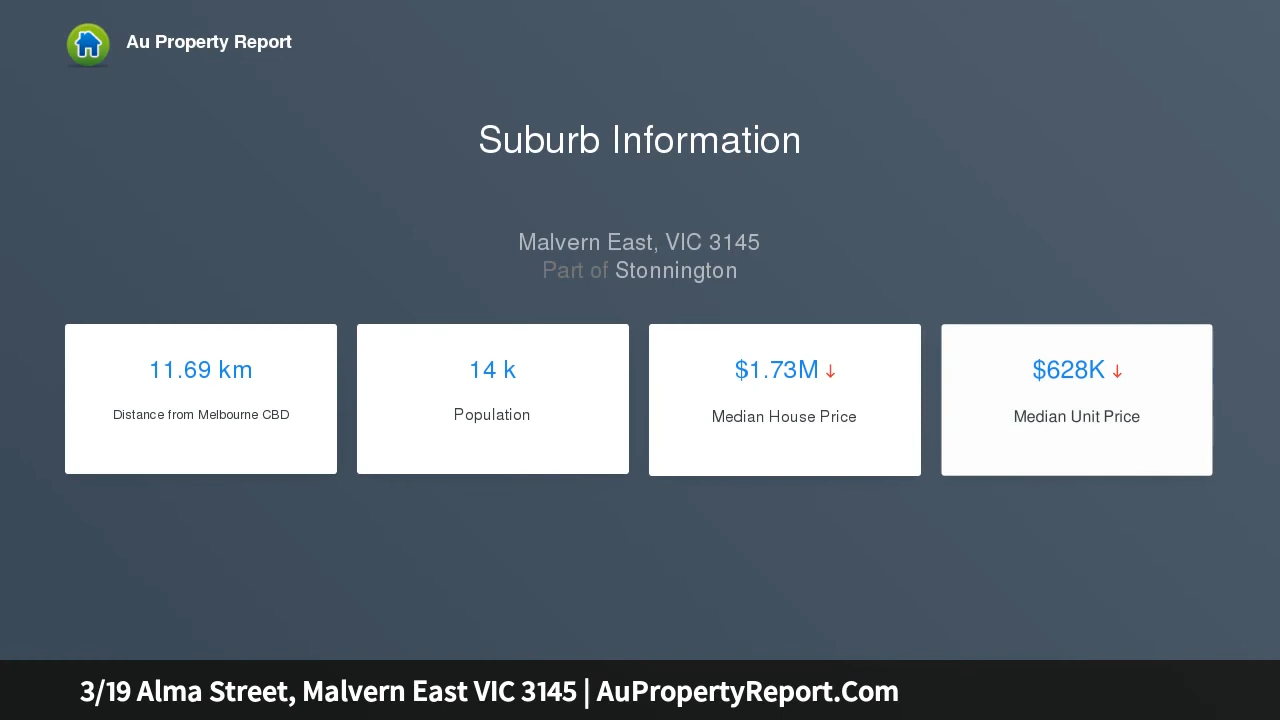 Au Property Report
Suburb Information
Malvern East, VIC 3145
Part of Stonnington
11.69 km
Distance from Melbourne CBD
14 k
Population
$1.73M ↓
Median House Price
$628K ↓
Median Unit Price
3/19 Alma Street, Malvern East VIC 3145 | AuPropertyReport.Com